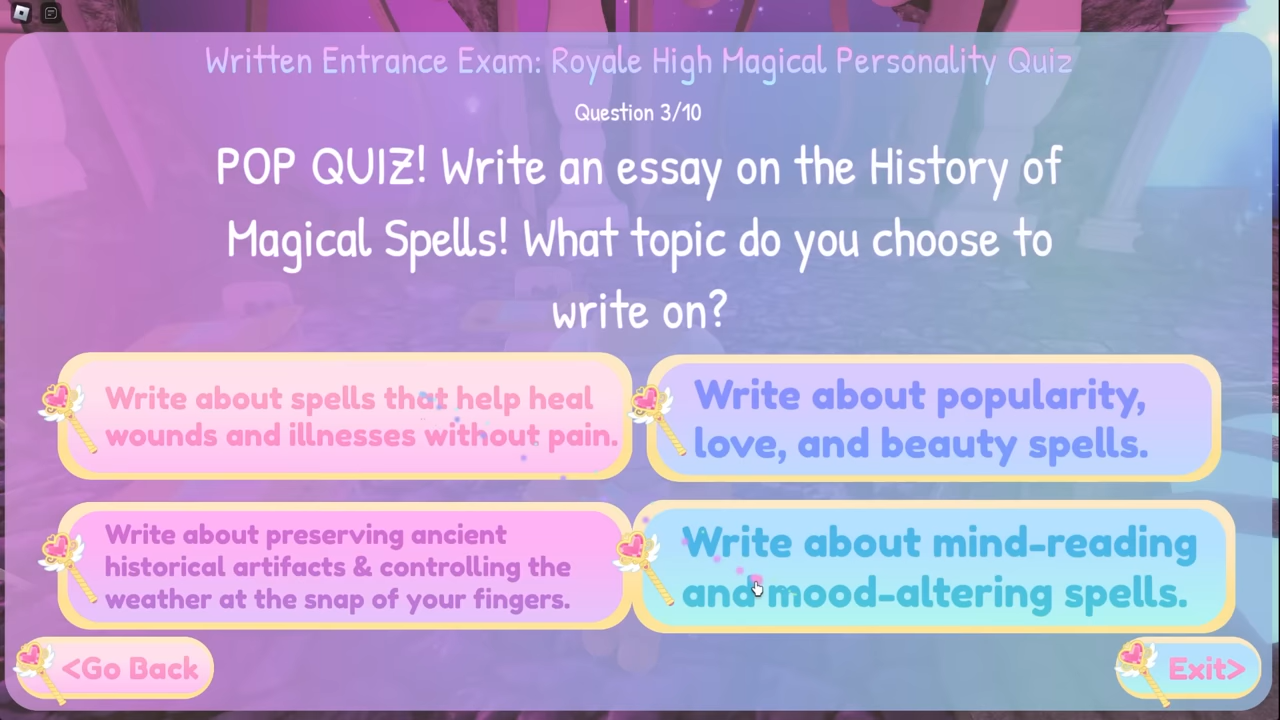 Written Entrance Exam: Royale High Magical Personality Quiz
Question 3/10
POP QUIZ! Write an essay on the History of
Magical Spells! What topic do you choose to
write on?
Write about spells that help heal
wounds and illnesses without pain.
Write about popularity,
love, and beauty spells.
Write about preserving ancient
historical artifacts & controlling the
weather at the snap of your fingers.
Write about mind-reading
and mood-altering spells.
<Go Back
Exit>